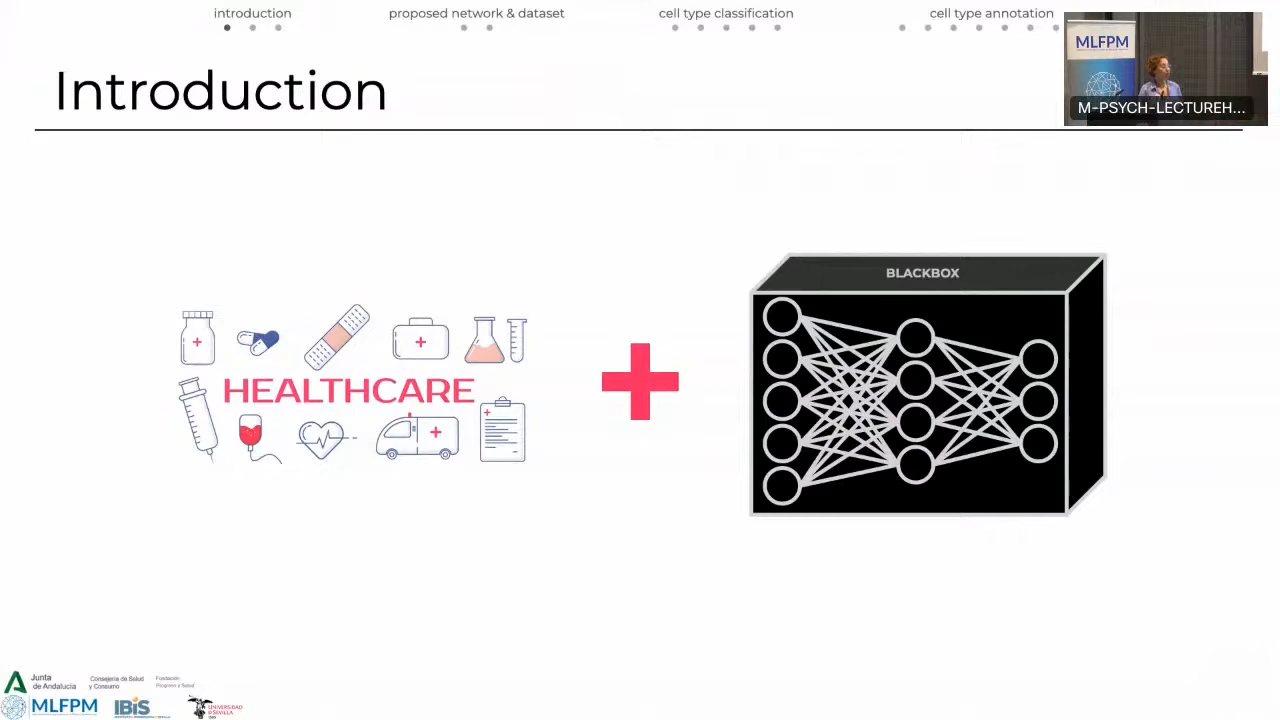 introduction
proposed network & dataset
cell type classification
cell type annotation
MLFPM
M-PSYCH-LECTUREH...
Introduction
BLACKBOX
HEALTHCARE
Junta
de Andalucía
Consejería de Salud
y Consumo
Fundación
Progreso y Salud
MLFPM
IBiS
UNIVERSIDAD
DE SEVILLA